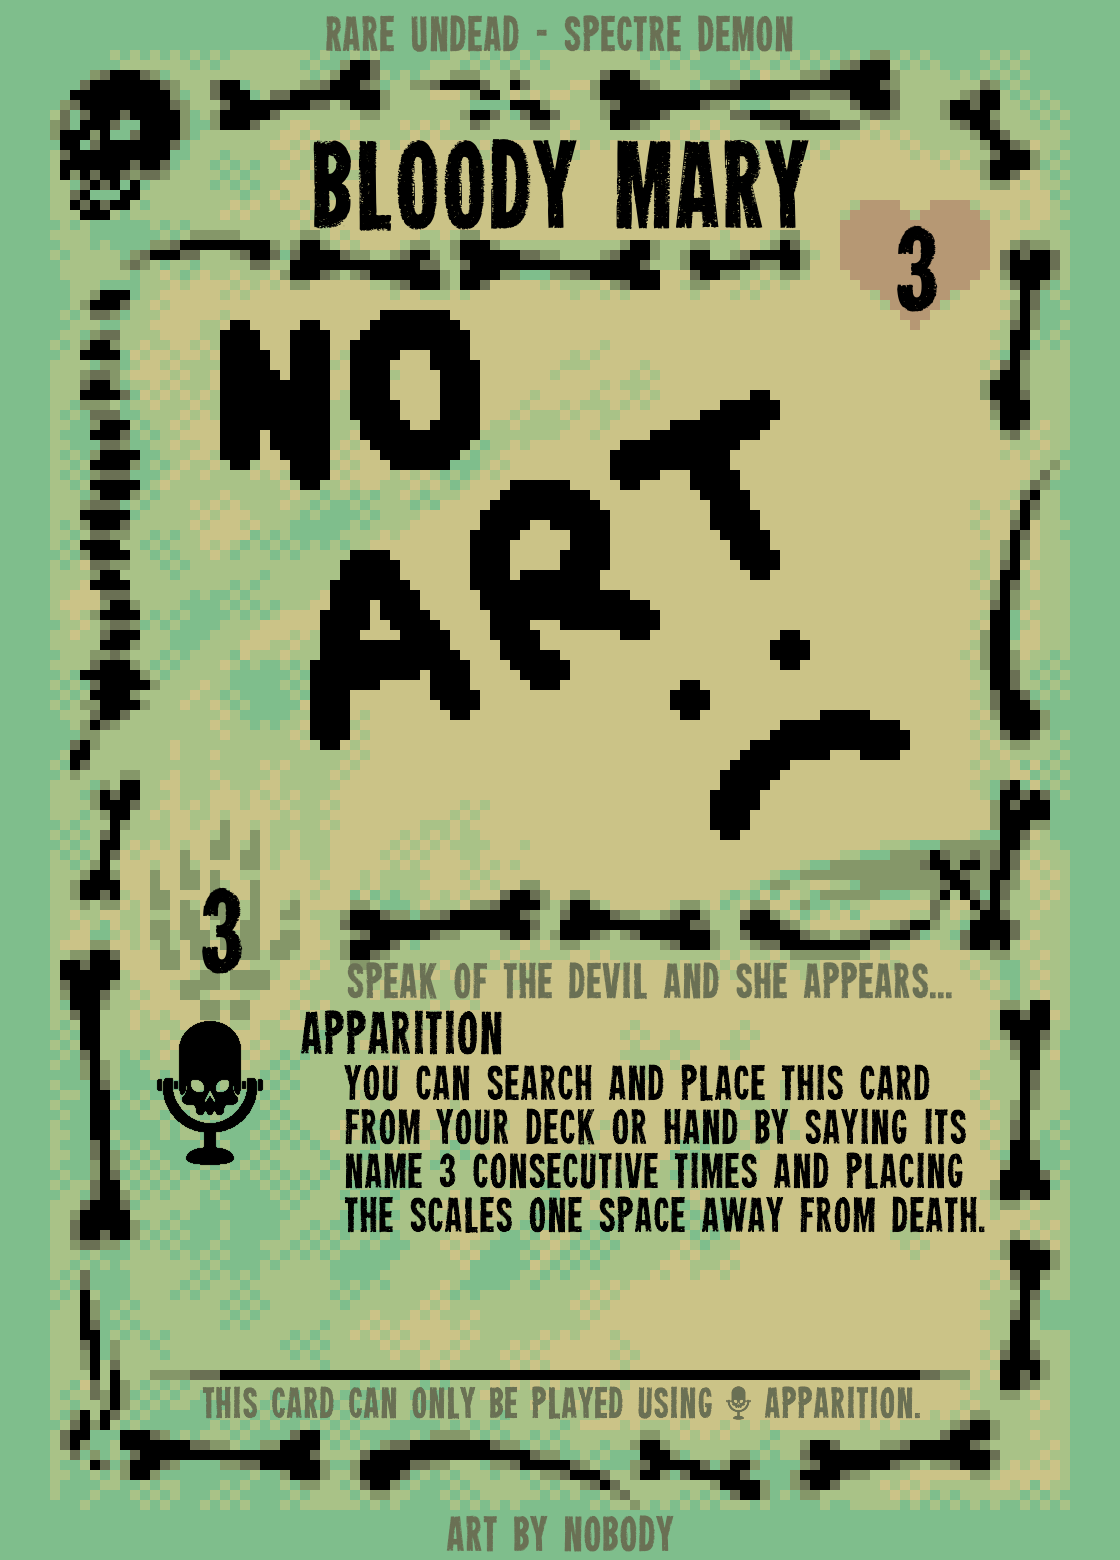 RARE UNDEAD - SPECTRE DEMON
BLOODY MARY
3
NO
ART
:(
3
SPEAK OF THE DEVIL AND SHE APPEARS...
APPARITION
YOU CAN SEARCH AND PLACE THIS CARD
FROM YOUR DECK OR HAND BY SAYING ITS
NAME 3 CONSECUTIVE TIMES AND PLACING
THE SCALES ONE SPACE AWAY FROM DEATH.
THIS CARD CAN ONLY BE PLAYED USING APPARITION.
ART BY NOBODY